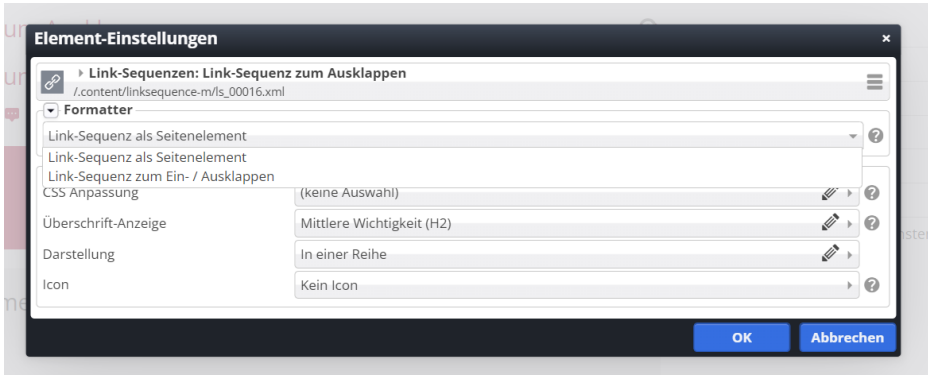 Element-Einstellungen
Link-Sequenzen: Link-Sequenz zum Ausklappen
/.content/linksequence-m/ls_00016.xml
Formatter
Link-Sequenz als Seitenelement
Link-Sequenz als Seitenelement
Link-Sequenz zum Ein- / Ausklappen
CSS Anpassung (keine Auswahl)
Überschrift-Anzeige Mittlere Wichtigkeit (H2)
Darstellung In einer Reihe
Icon Kein Icon
OK Abbrechen